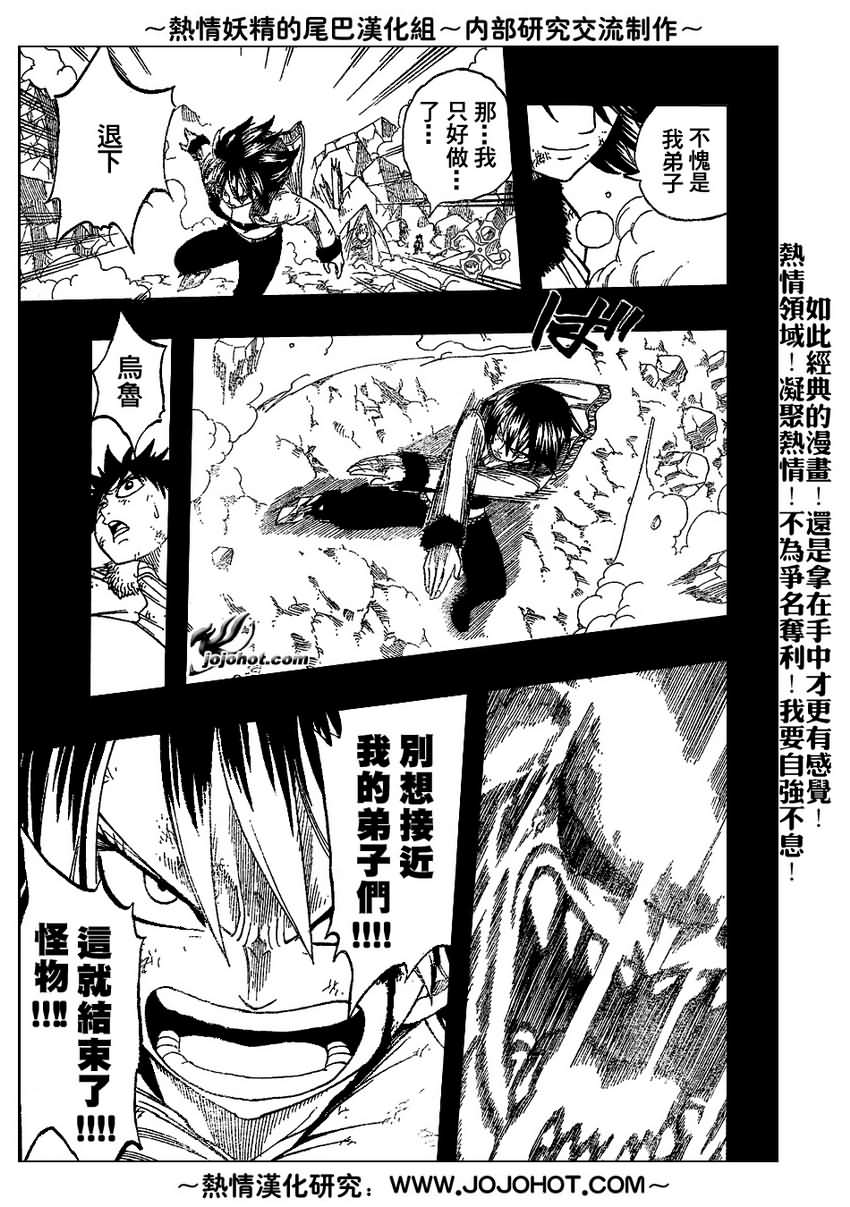 ～熱情妖精的尾巴漢化組～内部研究交流制作～
不愧是
我弟子
那…我
只好做…
了…
退下
バッ
烏魯
別想接近
我的弟子們
!!!!
這就結束了!!!!
怪物!!!!
jojohot.com
如此經典的漫畫！還是拿在手中才更有感覺！
熱情領域！凝聚熱情！不為爭名奪利！我要自強不息！
～熱情漢化研究：WWW.JOJOHOT.COM～